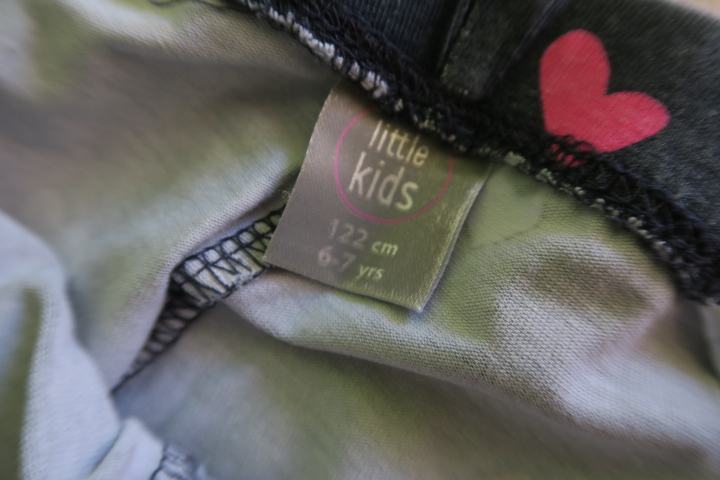 little
kids
122 cm
6-7 yrs